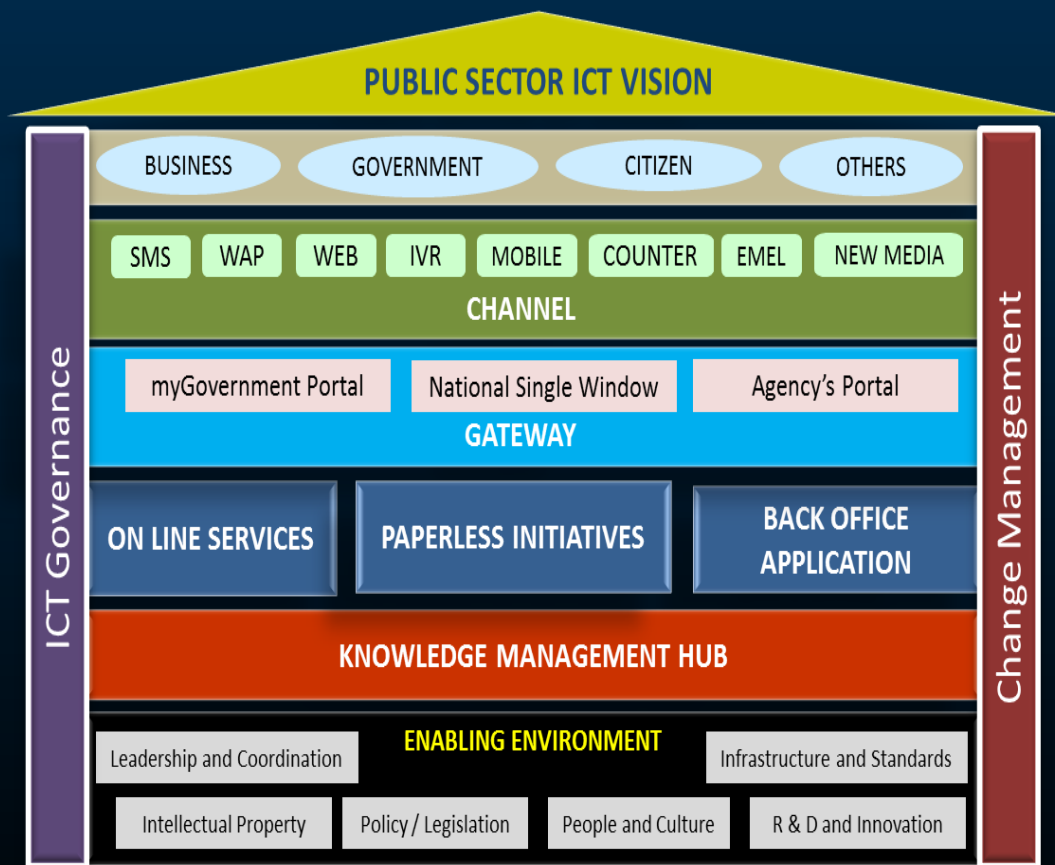 PUBLIC SECTOR ICT VISION
BUSINESS
GOVERNMENT
CITIZEN
OTHERS
SMS
WAP
WEB
IVR
MOBILE
COUNTER
EMEL
NEW MEDIA
CHANNEL
myGovernment Portal
National Single Window
Agency's Portal
GATEWAY
ON LINE SERVICES
PAPERLESS INITIATIVES
BACK OFFICE
APPLICATION
KNOWLEDGE MANAGEMENT HUB
ENABLING ENVIRONMENT
Leadership and Coordination
Infrastructure and Standards
Intellectual Property
Policy / Legislation
People and Culture
R & D and Innovation
ICT Governance
Change Management